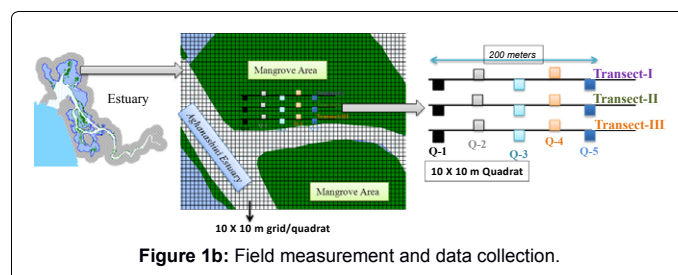 Estuary
Mangrove Area
Aghanashini Estuary
Mangrove Area
10 X 10 m grid/quadrat
200 meters
Transect-I
Transect-II
Transect-III
Q-1
Q-2
Q-3
Q-4
Q-5
10 X 10 m Quadrat
Figure 1b: Field measurement and data collection.